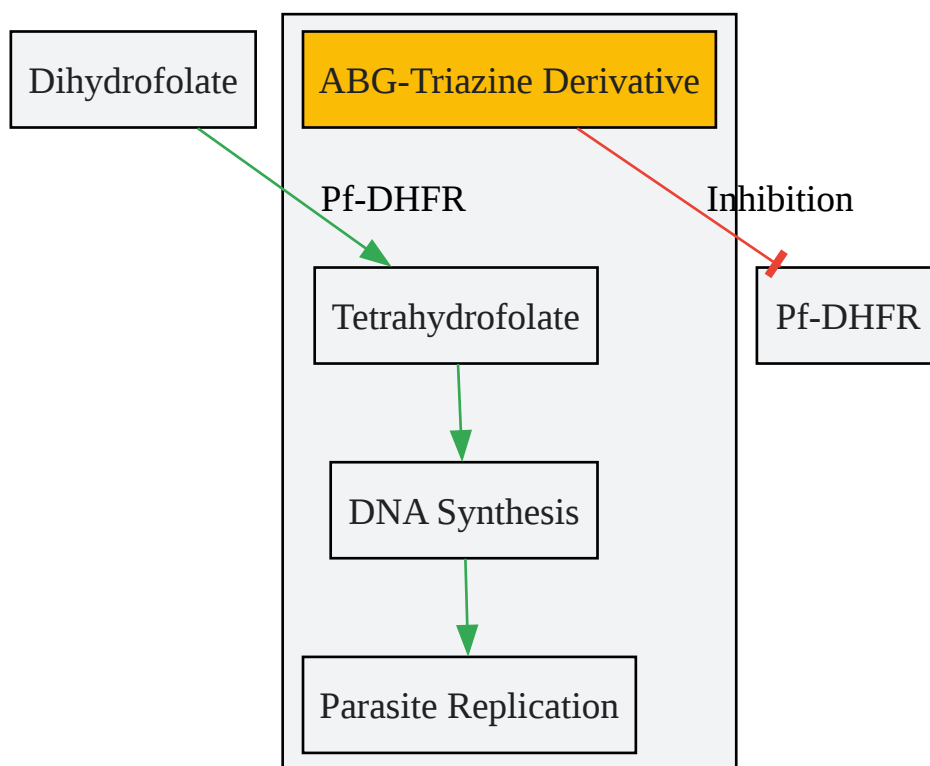 Dihydrofolate
ABG-Triazine Derivative
Pf-DHFR
Inhibition
Tetrahydrofolate
Pf-DHFR
DNA Synthesis
Parasite Replication